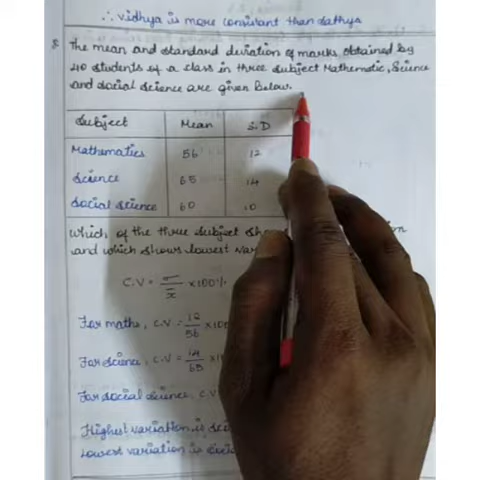 ∴ Vidhya is more consistant than Sathya
8. The mean and standard deviation of marks obtained by
40 students of a class in three subject Mathematic, Science
and social science are given below.
Subject Mean S.D
Mathematics 56 12
Science 65 14
Social Science 60 10
Which of the three subject
and which shows lowest
C.V = σ/x̄ × 100%
For maths, C.V = 12/56 × 100
For science, C.V = 14/65 × 100
For social science, C.V
Highest variation is
Lowest variation is